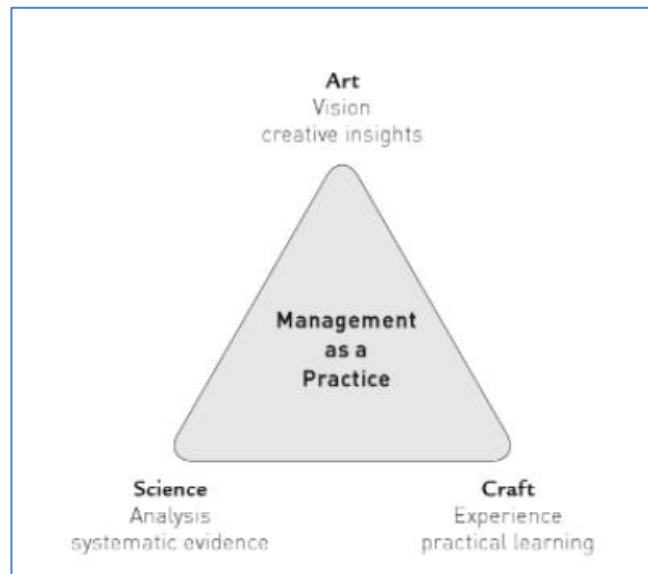 Art
Vision
creative insights
Management
as a
Practice
Science
Analysis
systematic evidence
Craft
Experience
practical learning